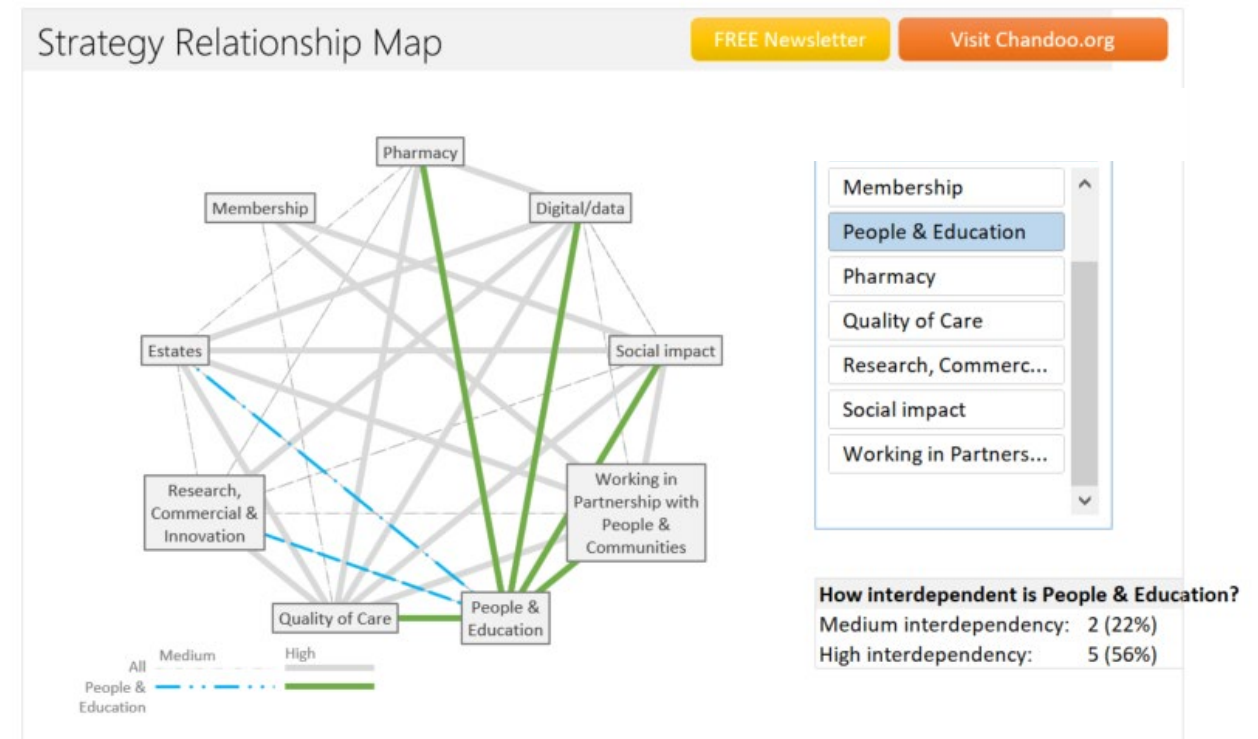 Strategy Relationship Map
FREE Newsletter
Visit Chandoo.org
Pharmacy
Membership
Digital/data
Estates
Social impact
Research,
Commercial &
Innovation
Working in
Partnership with
People &
Communities
Quality of Care
People &
Education
Medium
High
All
People &
Education
Membership
People & Education
Pharmacy
Quality of Care
Research, Commerc...
Social impact
Working in Partners...
How interdependent is People & Education?
Medium interdependency: 2 (22%)
High interdependency: 5 (56%)